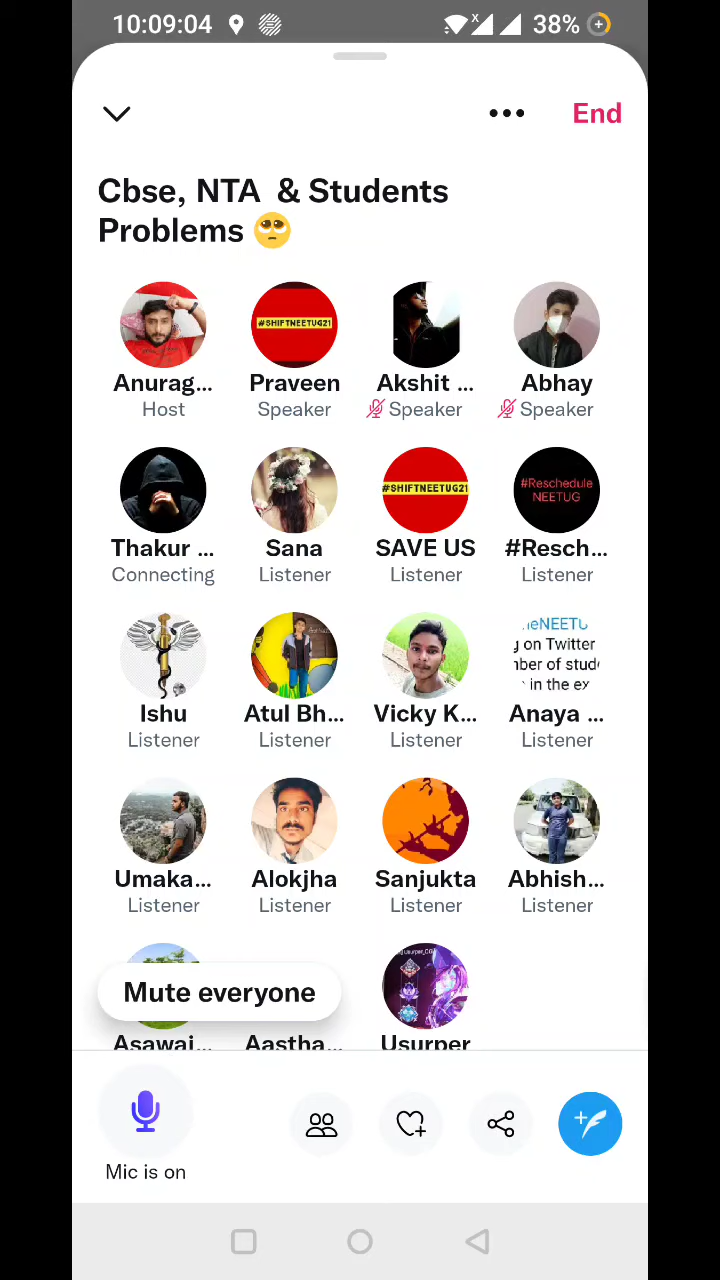 10:09:04
x
38%
End
Cbse, NTA & Students
Problems 🥺
#SHIFTNEETUG21
Anurag... Praveen Akshit ... Abhay
Host Speaker Speaker Speaker
#SHIFTNEETUG21
#Reschedule
NEETUG
Thakur ... Sana SAVE US #Resch...
Connecting Listener Listener Listener
on Twitter
in the ex
Ishu Atul Bh... Vicky K... Anaya ...
Listener Listener Listener Listener
Umaka... Alokjha Sanjukta Abhish...
Listener Listener Listener Listener
Mute everyone
Asawai... Aastha... Usurper
Mic is on